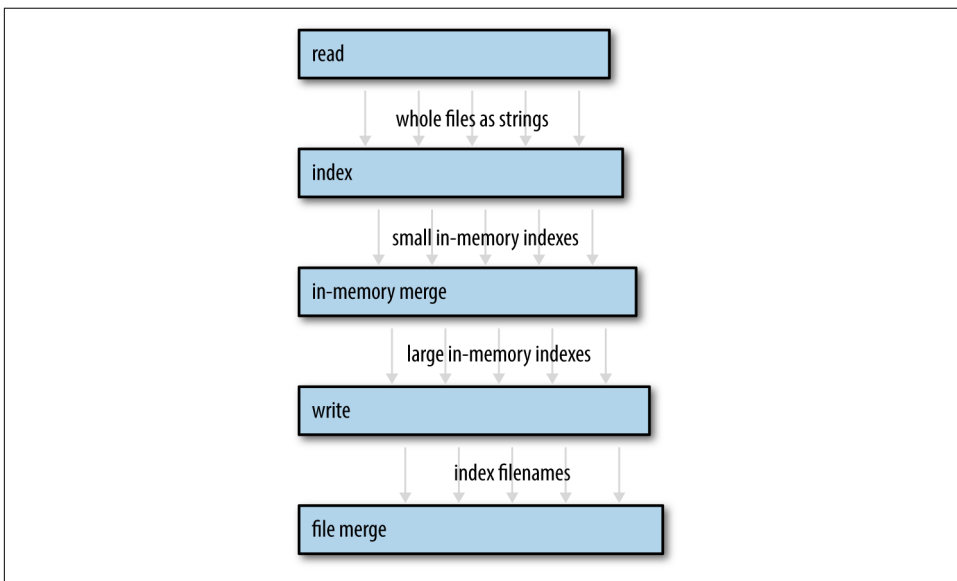 read
whole files as strings
index
small in-memory indexes
in-memory merge
large in-memory indexes
write
index filenames
file merge